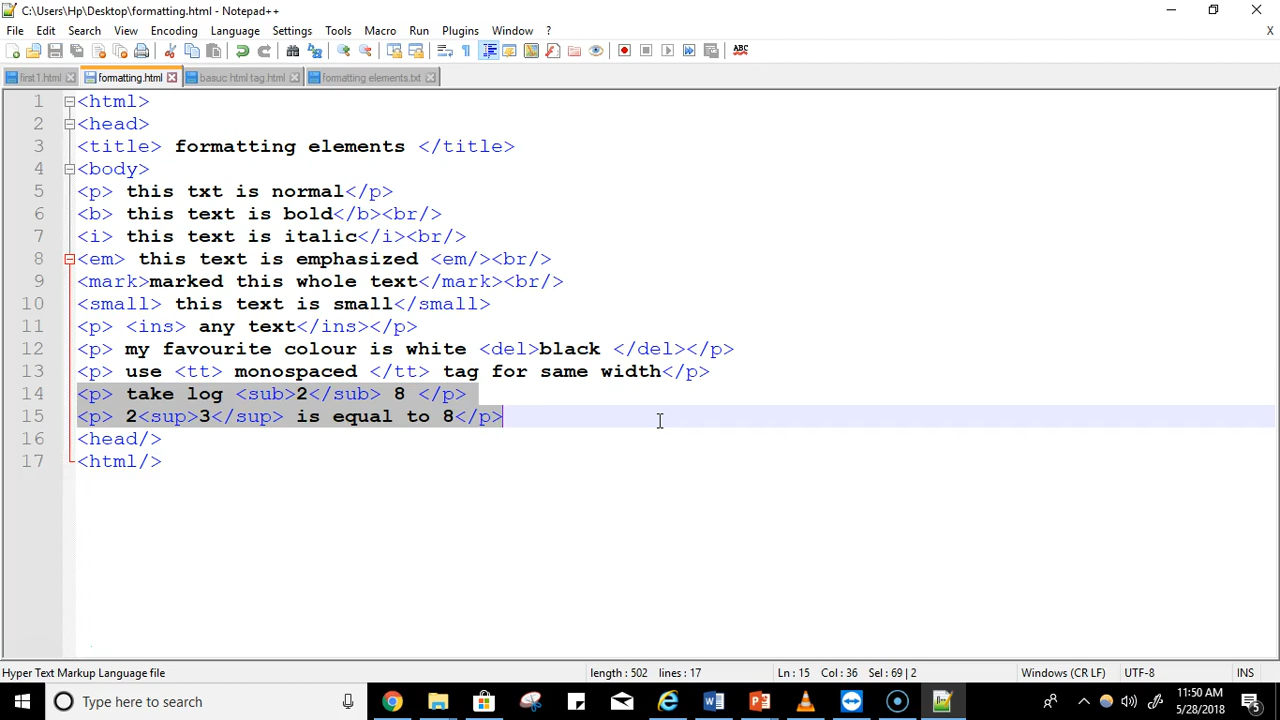 C:\Users\Hp\Desktop\formatting.html - Notepad++
File Edit Search View Encoding Language Settings Tools Macro Run Plugins Window ? X
ABC
first1.html formatting.html basuc html tag.html formatting elements.txt
1 <html>
2 <head>
3 <title> formatting elements </title>
4 <body>
5 <p> this txt is normal</p>
6 <b> this text is bold</b><br/>
7 <i> this text is italic</i><br/>
8 <em> this text is emphasized <em/><br/>
9 <mark>marked this whole text</mark><br/>
10 <small> this text is small</small>
11 <p> <ins> any text</ins></p>
12 <p> my favourite colour is white <del>black </del></p>
13 <p> use <tt> monospaced </tt> tag for same width</p>
14 <p> take log <sub>2</sub> 8 </p>
15 <p> 2<sup>3</sup> is equal to 8</p>
16 <head/>
17 <html/>
Hyper Text Markup Language file length : 502 lines : 17 Ln : 15 Col : 36 Sel : 69 | 2 Windows (CR LF) UTF-8 INS
Type here to search 11:50 AM
5/28/2018 5